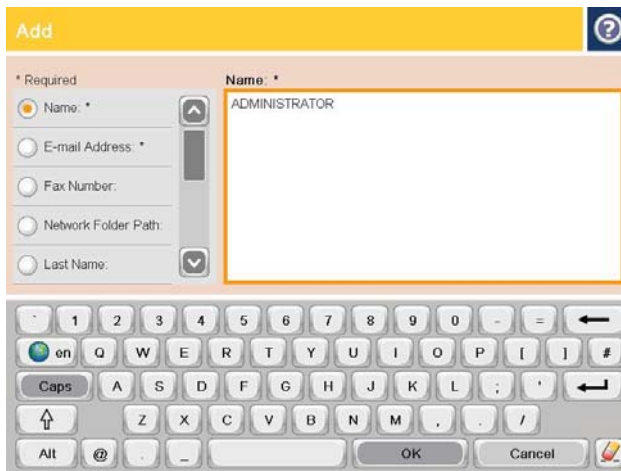 Add
?
* Required
Name: *
Name: *
ADMINISTRATOR
E-mail Address: *
Fax Number:
Network Folder Path:
Last Name:
` 1 2 3 4 5 6 7 8 9 0 - =
en Q W E R T Y U I O P [ ] #
Caps A S D F G H J K L ; '
Z X C V B N M , . /
Alt @ . _ OK Cancel